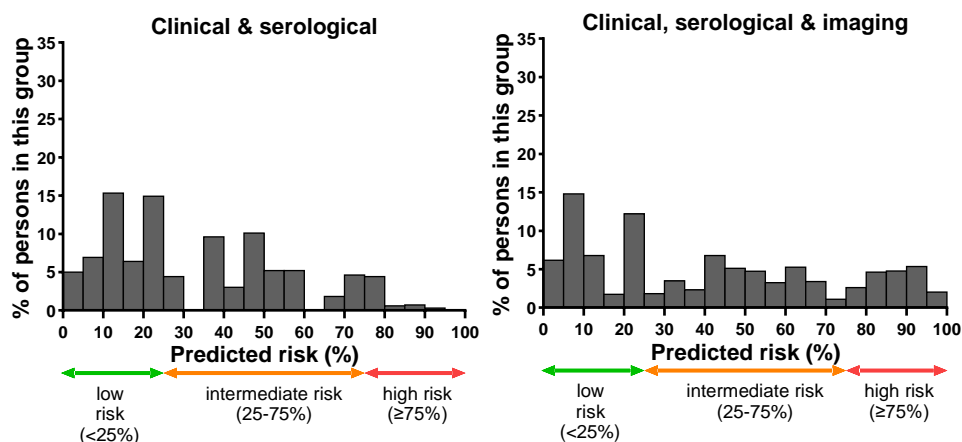 Clinical & serological
% of persons in this group
35
30
25
20
15
10
5
0
0 10 20 30 40 50 60 70 80 90 100
Predicted risk (%)
low
risk
(<25%)
intermediate risk
(25-75%)
high risk
(≥75%)
Clinical, serological & imaging
% of persons in this group
35
30
25
20
15
10
5
0
0 10 20 30 40 50 60 70 80 90 100
Predicted risk (%)
low
risk
(<25%)
intermediate risk
(25-75%)
high risk
(≥75%)